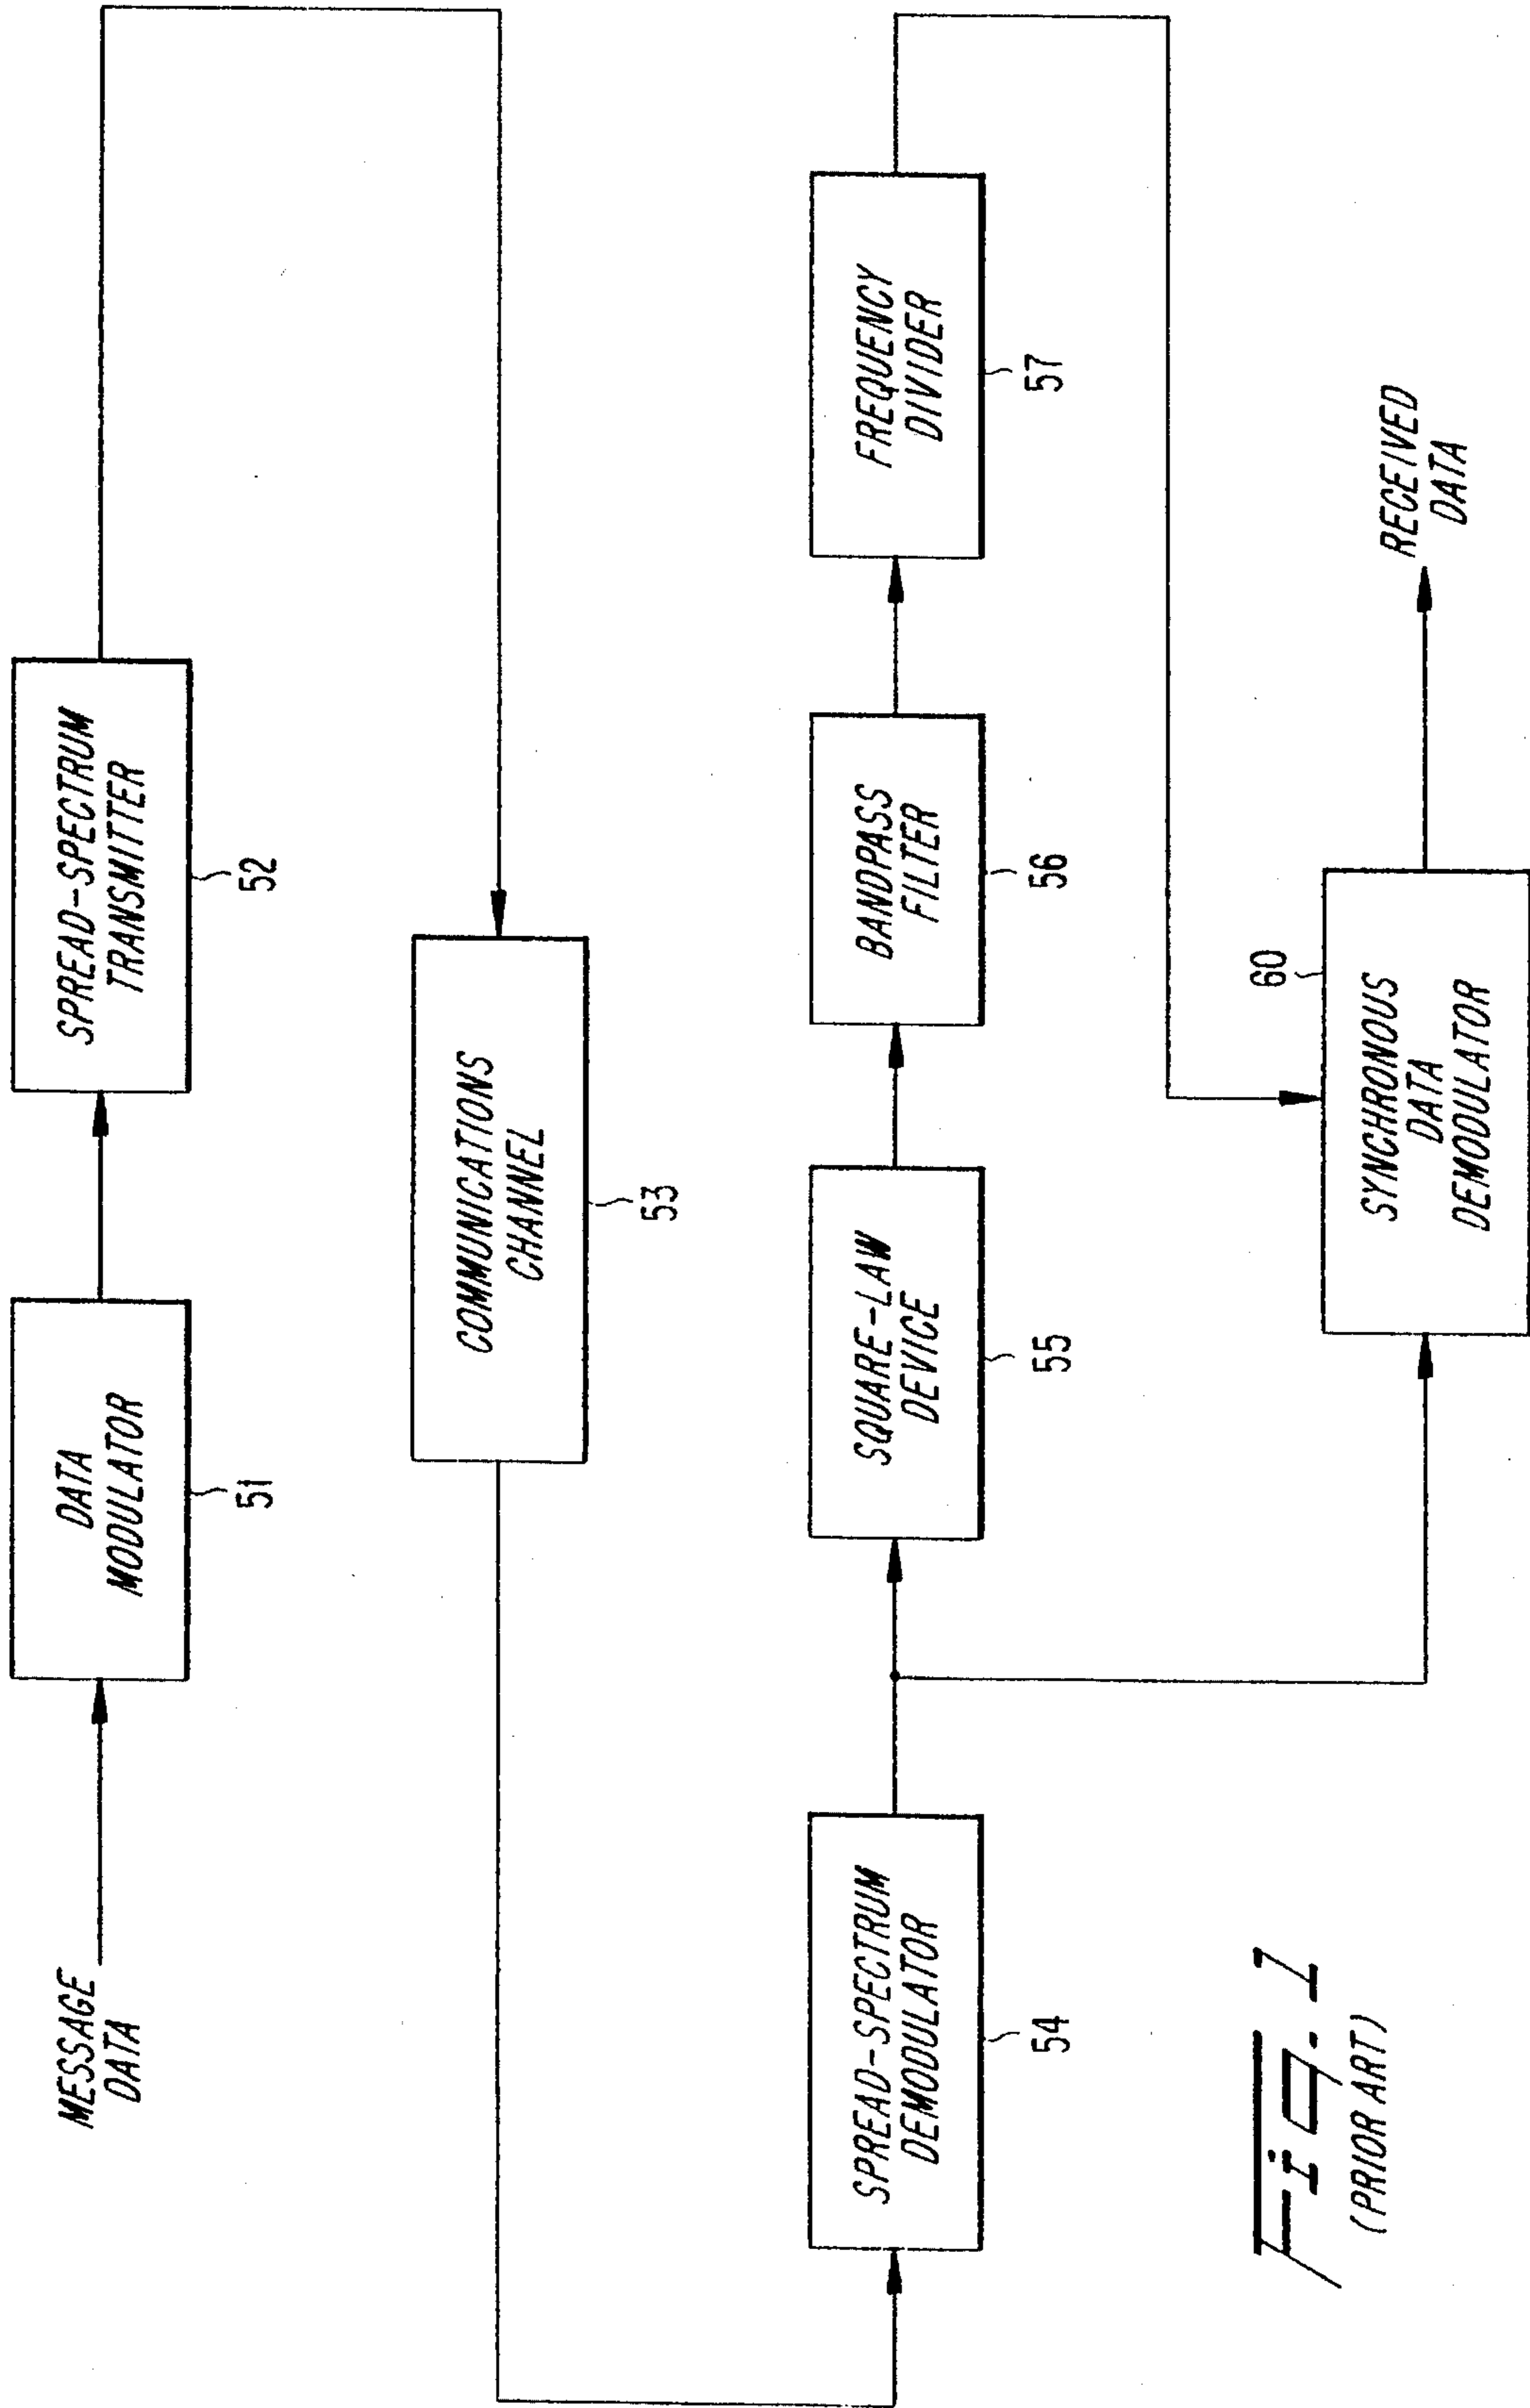 MESSAGE
DATA
DATA
MODULATOR
51
SPREAD-SPECTRUM
TRANSMITTER
52
COMMUNICATIONS
CHANNEL
53
SPREAD-SPECTRUM
DEMODULATOR
54
SQUARE-LAW
DEVICE
55
BANDPASS
FILTER
56
FREQUENCY
DIVIDER
57
60
SYNCHRONOUS
DATA
DEMODULATOR
RECEIVED
DATA
Fig. 1
(PRIOR ART)